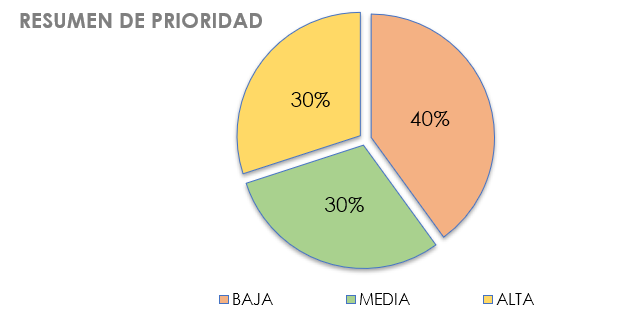 RESUMEN DE PRIORIDAD
30%
40%
30%
BAJA MEDIA ALTA